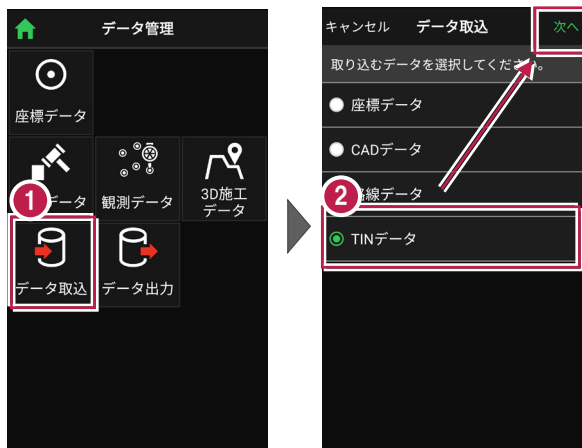 データ管理
座標データ
データ
観測データ
3D施工
データ
1
データ取込
データ出力
キャンセル
データ取込
次へ
取り込むデータを選択してください。
座標データ
CADデータ
2
線データ
TINデータ